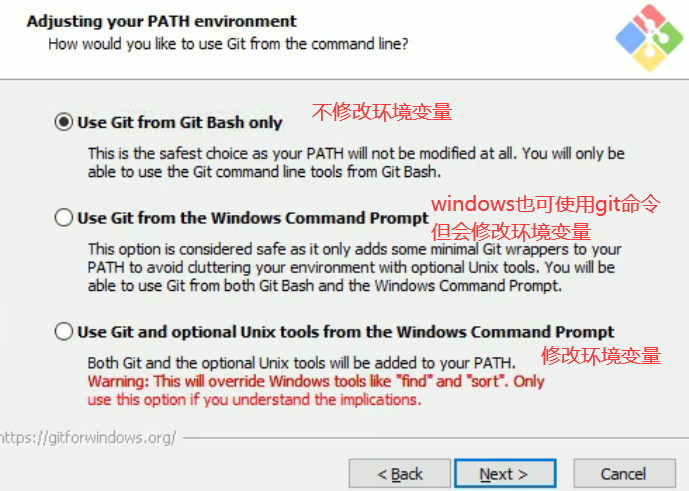 Adjusting your PATH environment
How would you like to use Git from the command line?
Use Git from Git Bash only
不修改环境变量
This is the safest choice as your PATH will not be modified at all. You will only be
able to use the Git command line tools from Git Bash.
Use Git from the Windows Command Prompt
windows也可使用git命令
但会修改环境变量
This option is considered safe as it only adds some minimal Git wrappers to your
PATH to avoid cluttering your environment with optional Unix tools. You will be
able to use Git from both Git Bash and the Windows Command Prompt.
Use Git and optional Unix tools from the Windows Command Prompt
修改环境变量
Both Git and the optional Unix tools will be added to your PATH.
Warning: This will override Windows tools like "find" and "sort". Only
use this option if you understand the implications.
https://gitforwindows.org/
< Back
Next >
Cancel